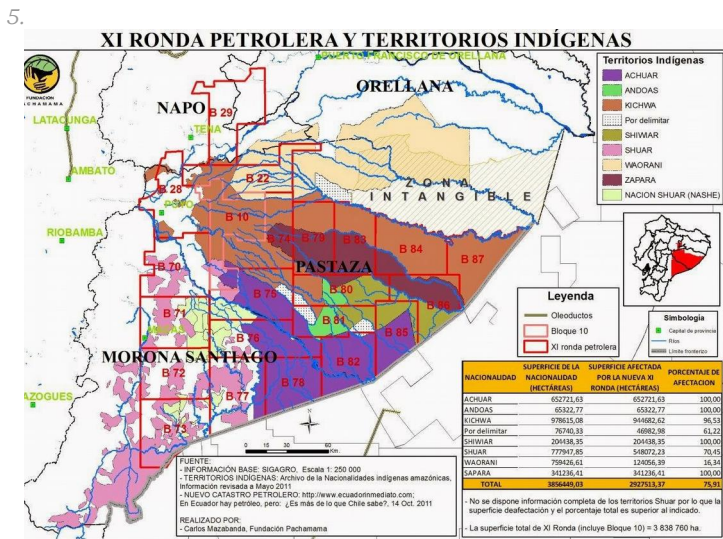 5.
XI RONDA PETROLERA Y TERRITORIOS INDÍGENAS
PUERTO FRANCISCO DE ORELLANA
FUNDACIÓN
PACHAMAMA
NAPO
ORELLANA
LATACUNGA
TENA
AMBATO
PUYO
RIOBAMBA
AZOGUES
B 29
B 28
B 22
B 10
B 74
B 79
B 83
B 84
B 87
B 70
B 75
B 80
B 86
B 71
B 76
B 81
B 85
B 72
B 77
B 78
B 82
B 73
ZONA
INTANGIBLE
PASTAZA
MORONA SANTIAGO
Territorios Indígenas
ACHUAR
ANDOAS
KICHWA
Por delimitar
SHIWIAR
SHUAR
WAORANI
ZAPARA
NACION SHUAR (NASHE)
Leyenda
Oleoductos
Bloque 10
XI ronda petrolera
Simbología
Capital de provincia
Ríos
Límite fronterizo
0 15 30 60
Km.
NACIONALIDAD SUPERFICIE DE LA NACIONALIDAD (HECTÁREAS) SUPERFICIE AFECTADA POR LA NUEVA XI RONDA (HECTÁREAS) PORCENTAJE DE AFECTACION
ACHUAR 652721,63 652721,63 100,00
ANDOAS 65322,77 65322,77 100,00
KICHWA 978615,08 944682,62 96,53
Por delimitar 76740,33 46982,98 61,22
SHIWIAR 204438,35 204438,35 100,00
SHUAR 777947,85 548072,23 70,45
WAORANI 759426,61 124056,39 16,34
SAPARA 341236,41 341236,41 100,00
TOTAL 3856449,03 2927513,37 75,91
- No se dispone información completa de los territorios Shuar por lo que la
superficie deafectación y el porcentaje total es superior al indicado.
- La superficie total de XI Ronda (incluye Bloque 10) = 3 838 760 ha.
FUENTE:
- INFORMACIÓN BASE: SIGAGRO, Escala 1: 250 000
- TERRITORIOS INDÍGENAS: Archivo de la Nacionalidades indígenas amazónicas,
Información revisada a Mayo 2011
- NUEVO CATASTRO PETROLERO: http://www.ecuadorinmediato.com;
En Ecuador hay petróleo, pero: ¿Es más de lo que Chile sabe?, 14 Oct. 2011
REALIZADO POR:
- Carlos Mazabanda, Fundación Pachamama